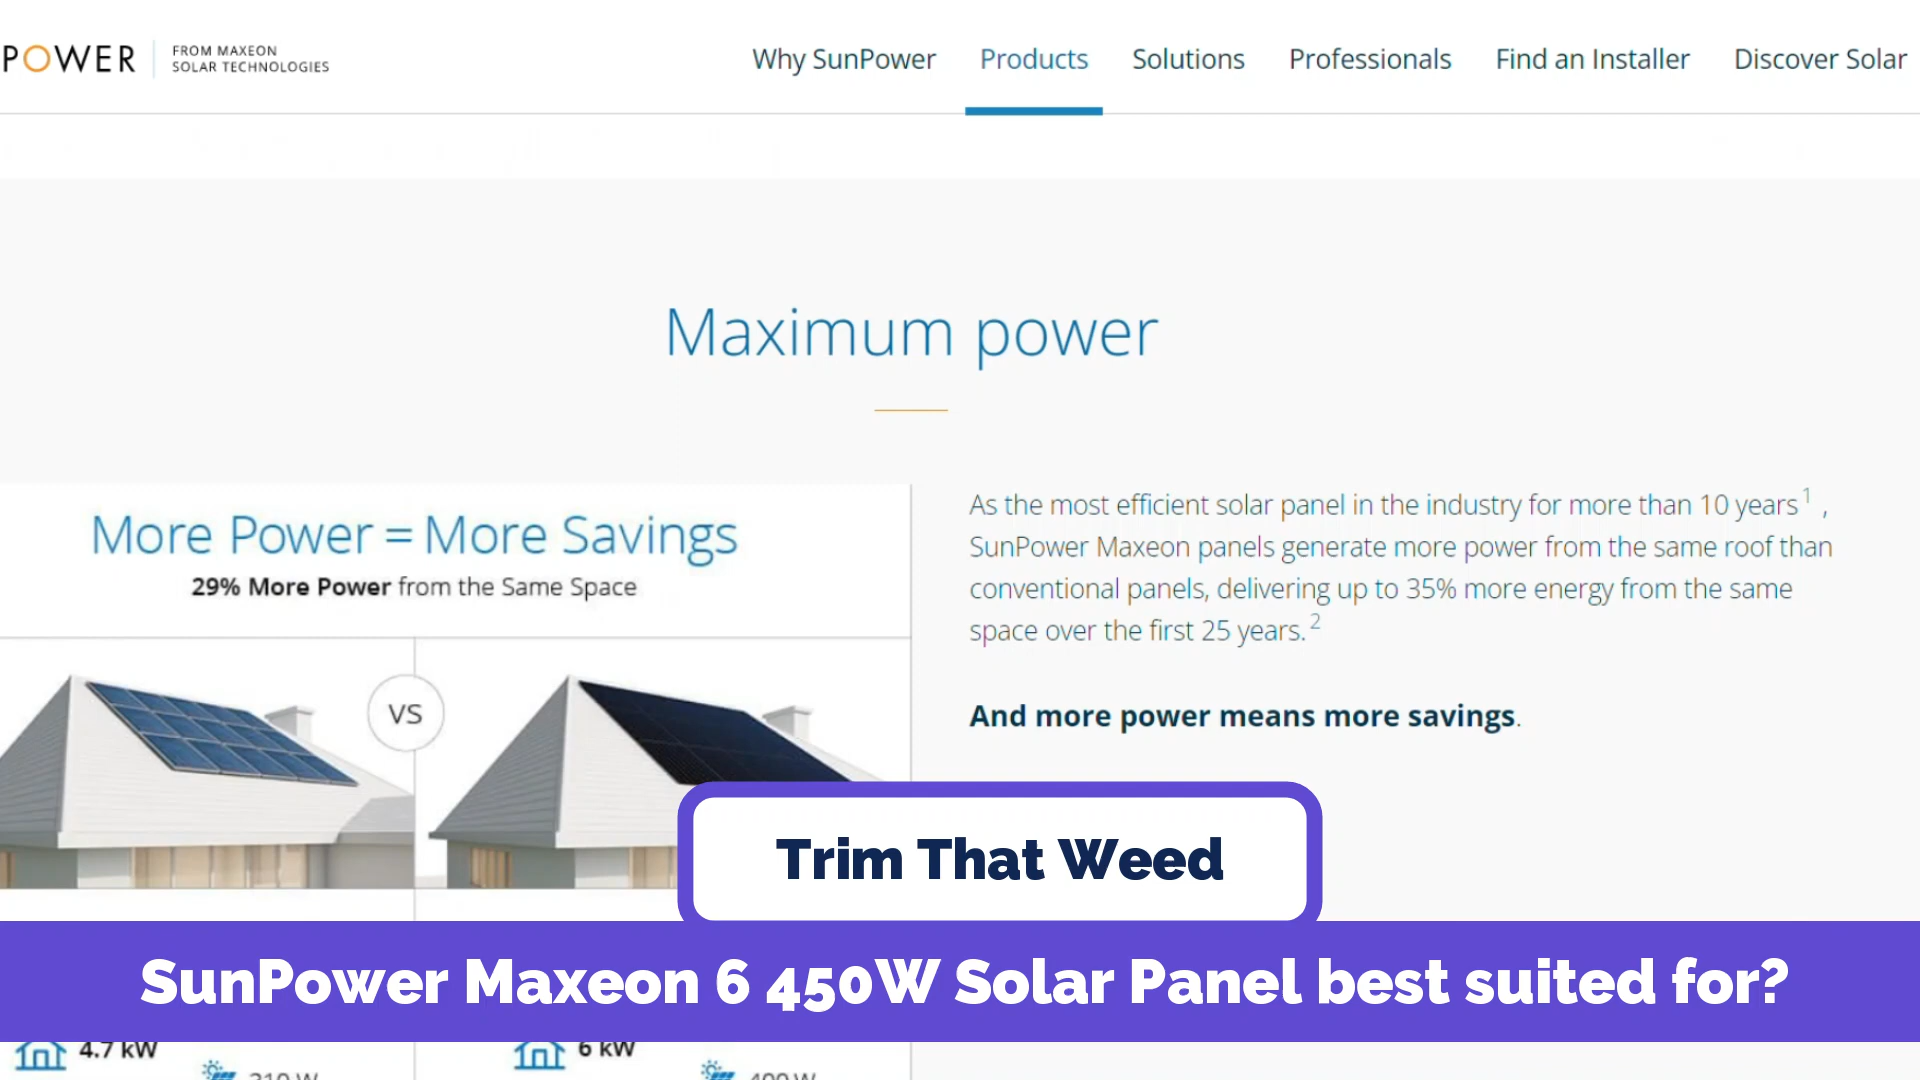 POWER
FROM MAXEON
SOLAR TECHNOLOGIES
Why SunPower Products Solutions Professionals Find an Installer Discover Solar
Maximum power
More Power = More Savings
29% More Power from the Same Space
VS
As the most efficient solar panel in the industry for more than 10 years1 ,
SunPower Maxeon panels generate more power from the same roof than
conventional panels, delivering up to 35% more energy from the same
space over the first 25 years. 2
And more power means more savings.
Trim That Weed
SunPower Maxeon 6 450W Solar Panel best suited for?
4.7 kW
6 kW
310 W
400 W